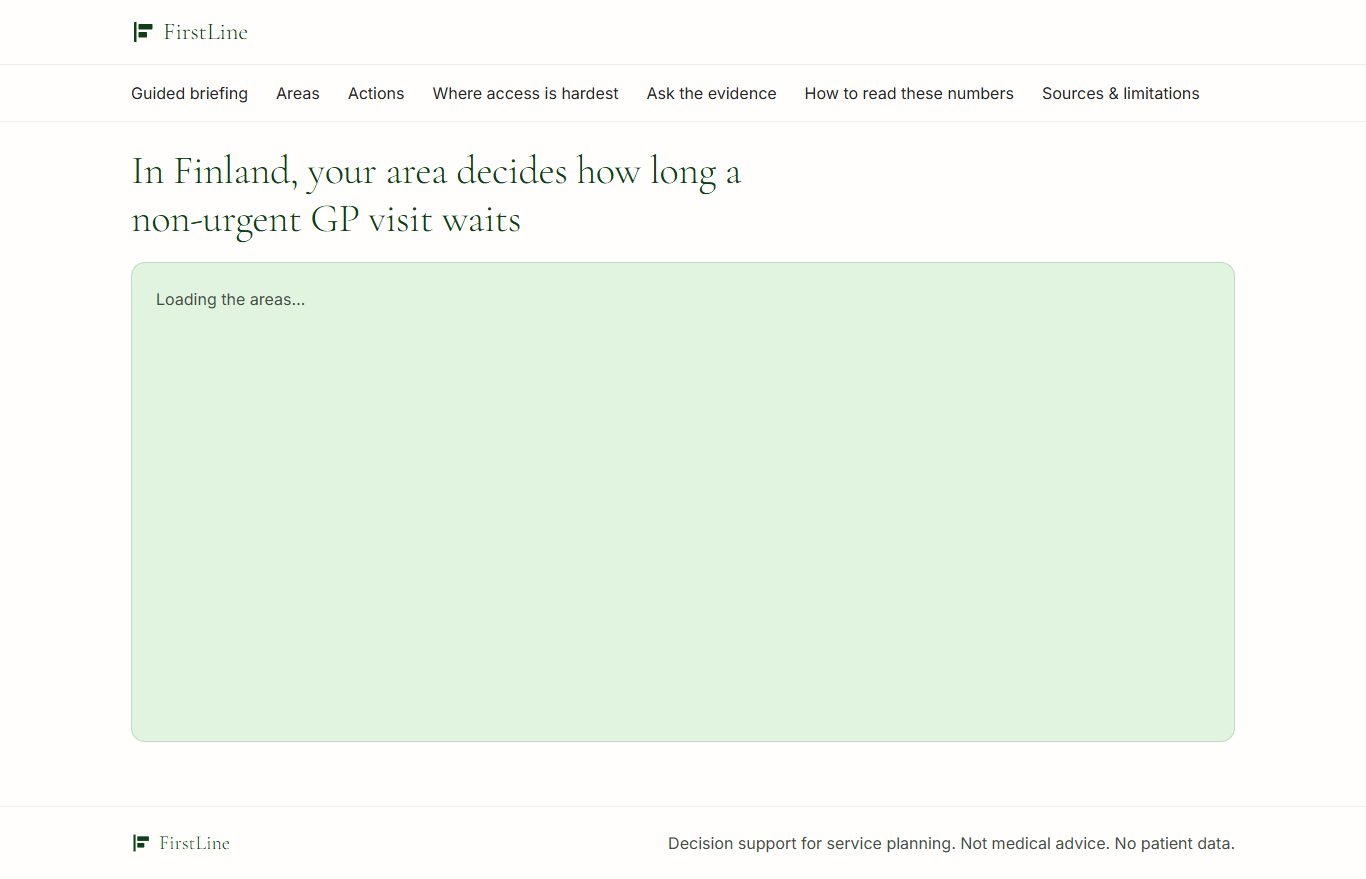 FirstLine
Guided briefing Areas Actions Where access is hardest Ask the evidence How to read these numbers Sources & limitations
In Finland, your area decides how long a
non-urgent GP visit waits
Loading the areas...
FirstLine
Decision support for service planning. Not medical advice. No patient data.